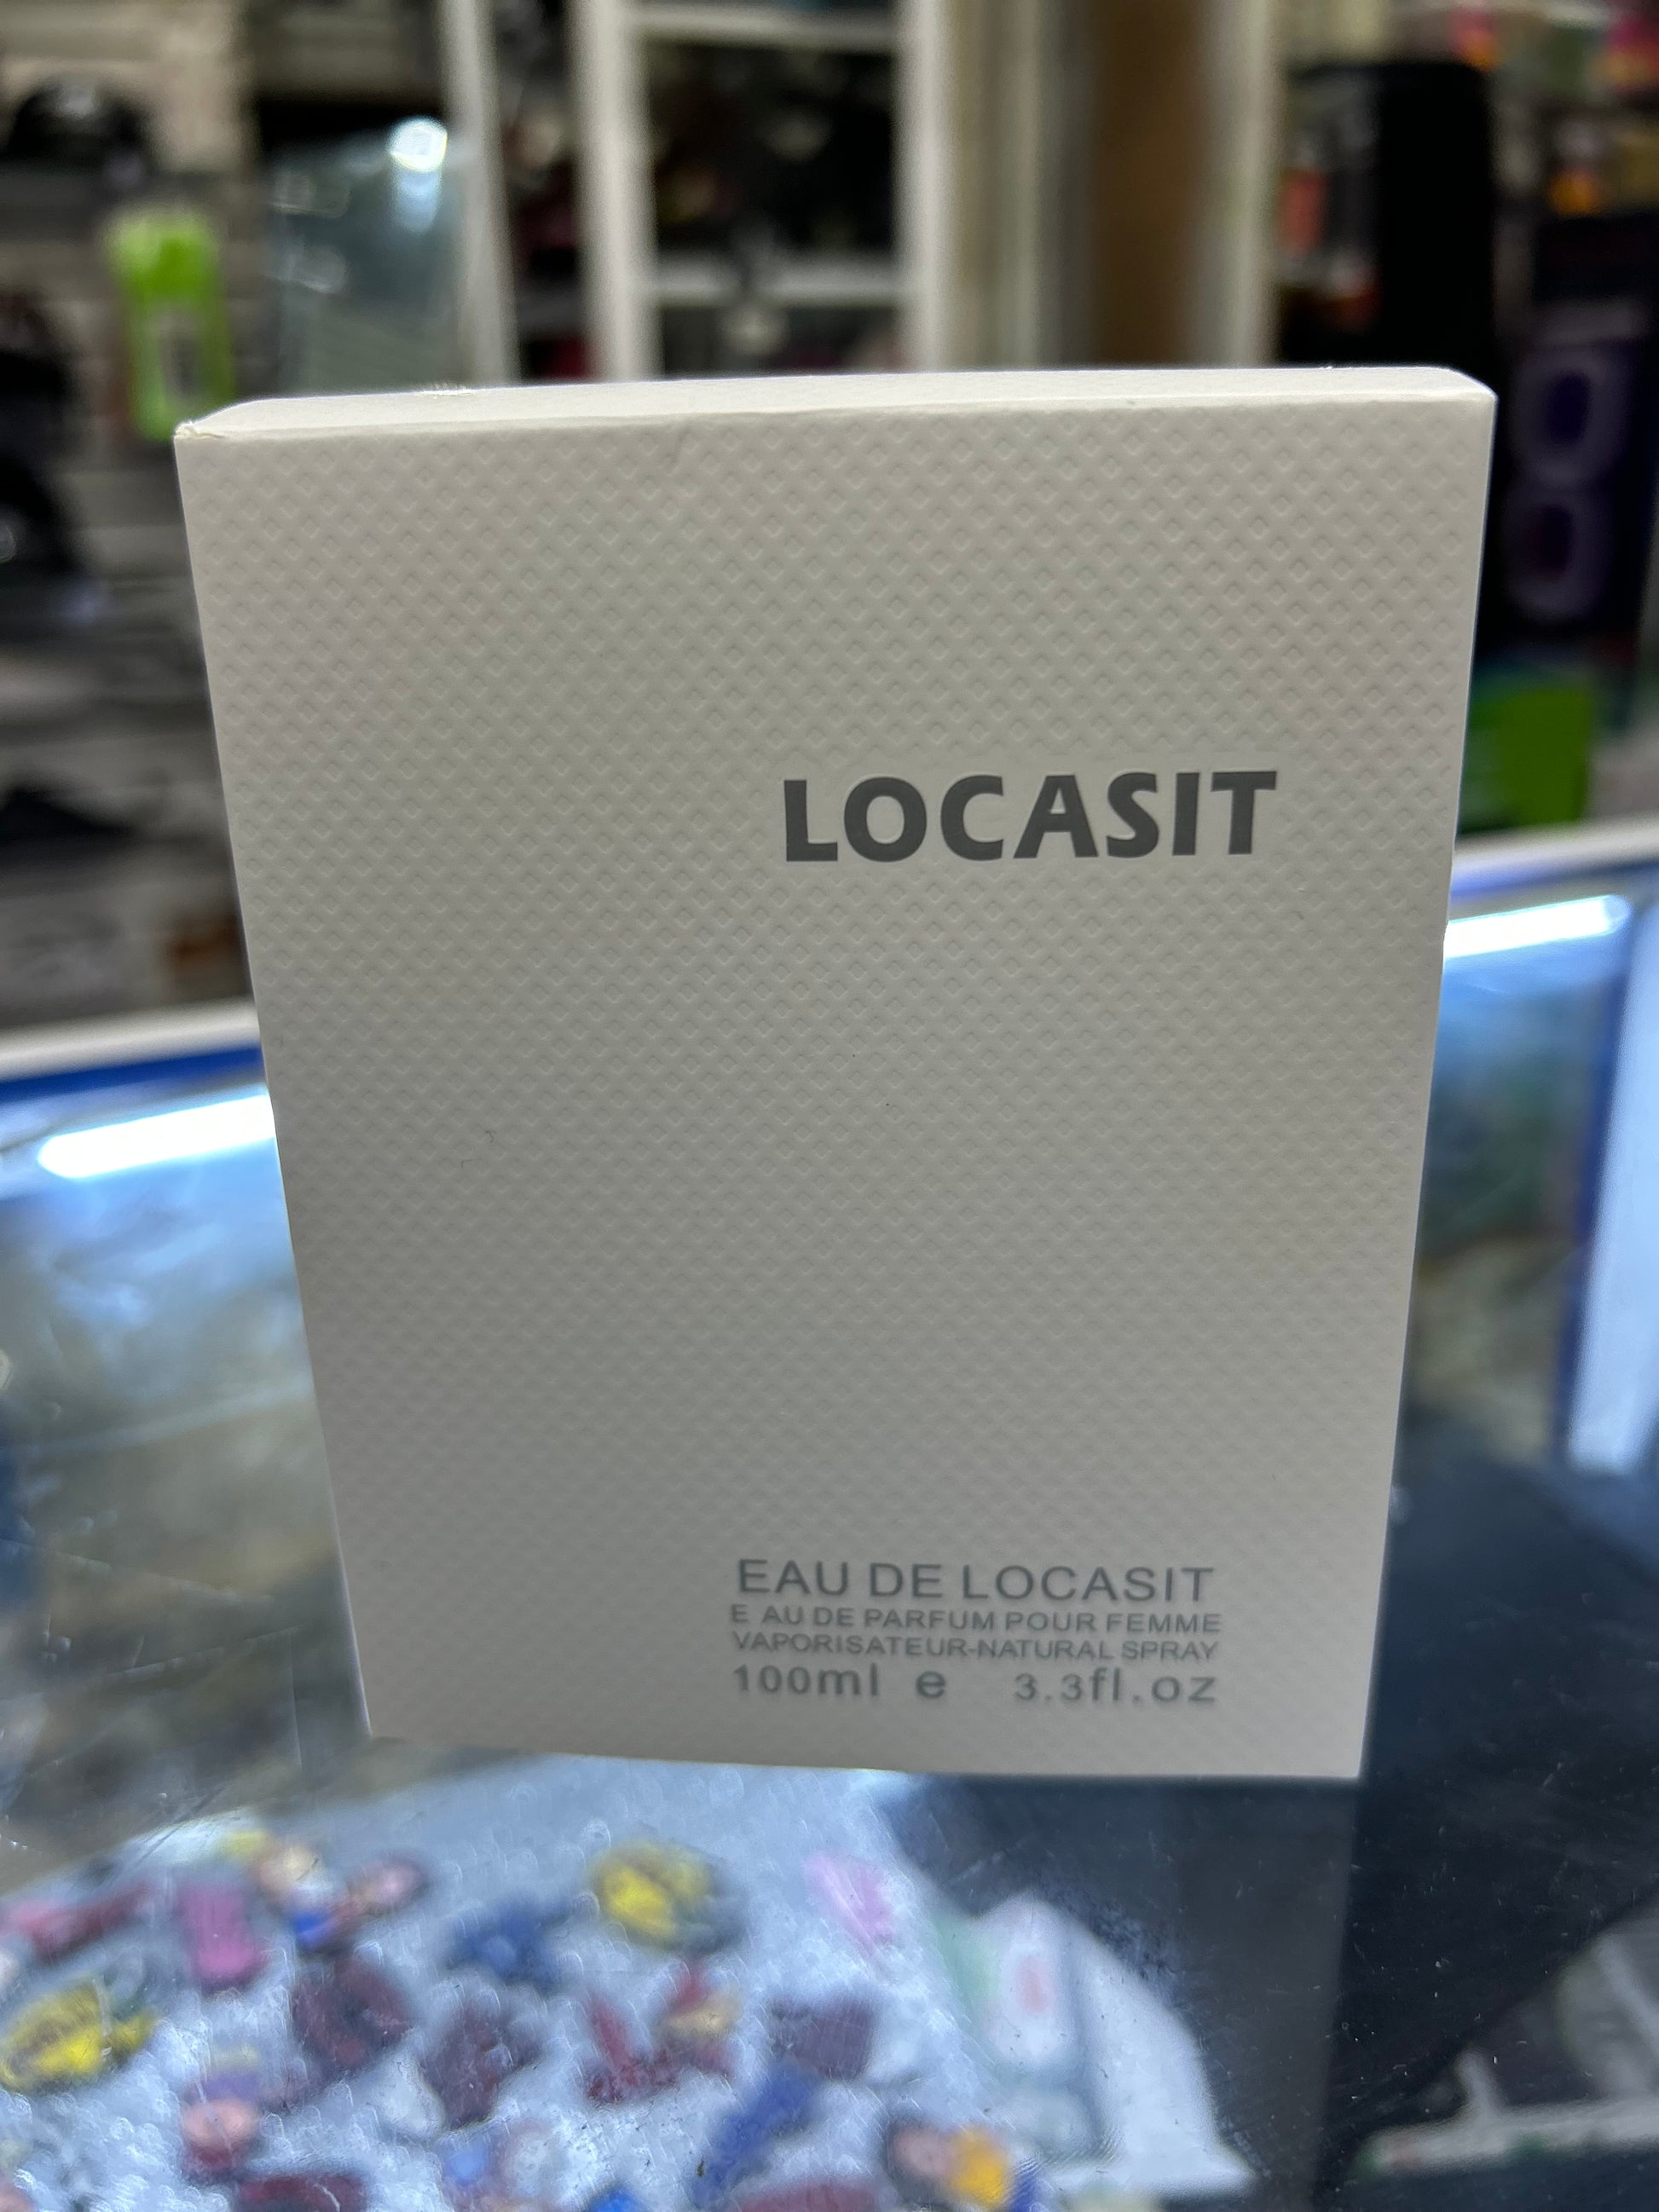 LOCASIT
EAU DE LOCASIT
E AU DE PARFUM POUR FEMME
VAPORISATEUR-NATURAL SPRAY
100ml e 3.3fl.oz